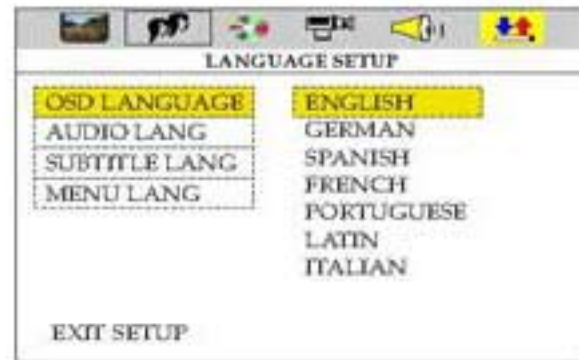 LANGUAGE SETUP
OSD LANGUAGE
AUDIO LANG
SUBTITLE LANG
MENU LANG
ENGLISH
GERMAN
SPANISH
FRENCH
PORTUGUESE
LATIN
ITALIAN
EXIT SETUP